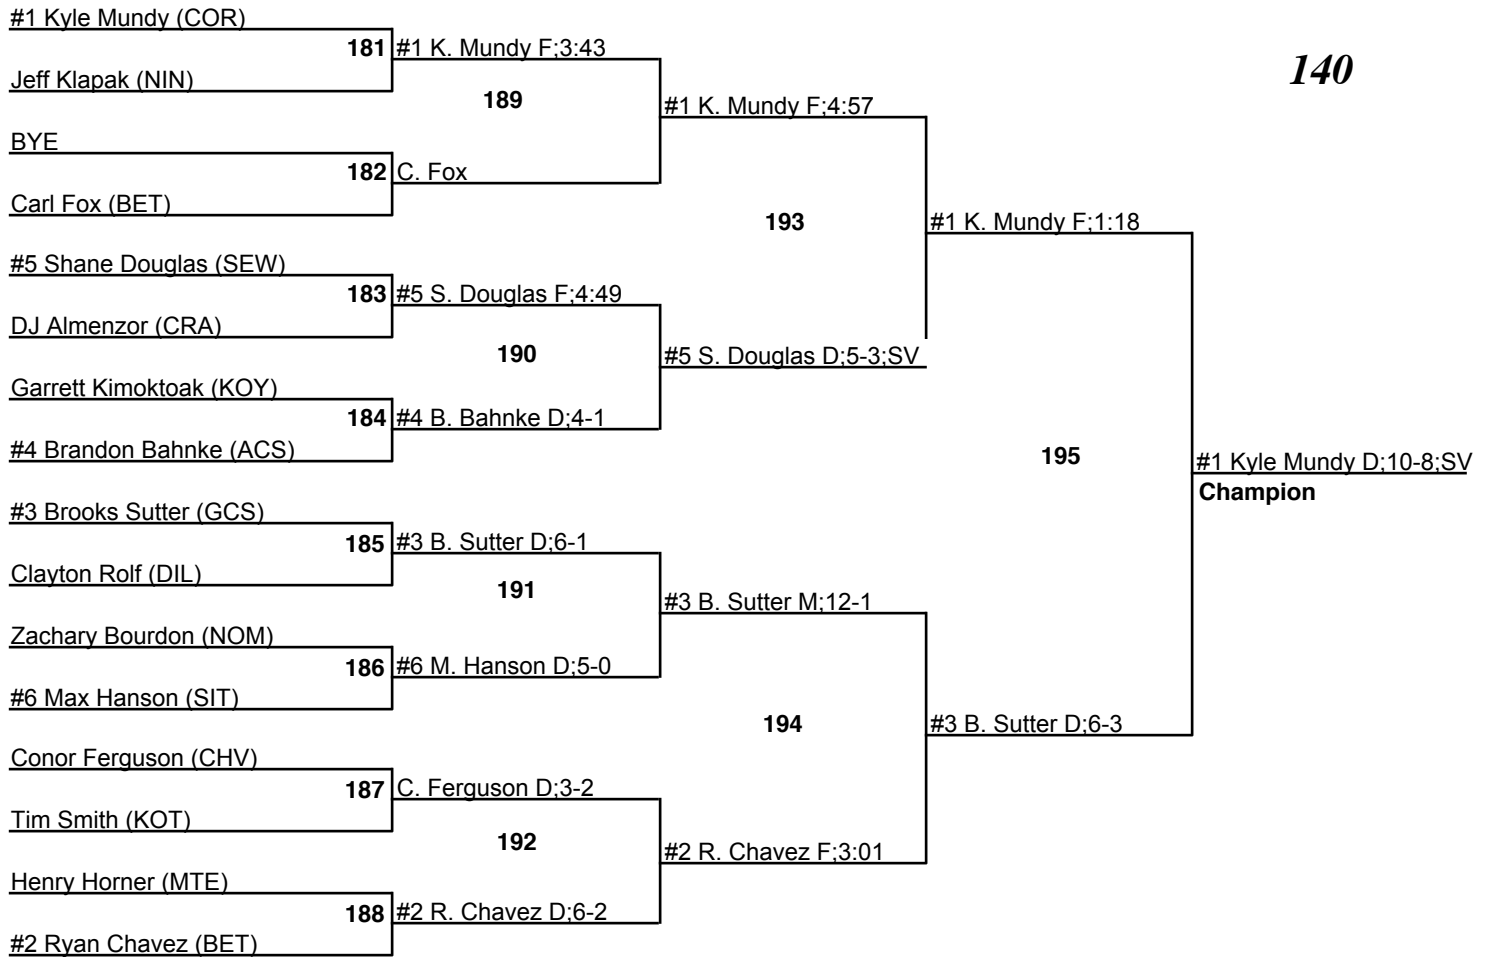 #1 Kyle Mundy (COR)
181 #1 K. Mundy F;3:43
140
Jeff Klapak (NIN)
189
#1 K. Mundy F;4:57
BYE
182 C. Fox
Carl Fox (BET)
193
#1 K. Mundy F;1:18
#5 Shane Douglas (SEW)
183 #5 S. Douglas F;4:49
DJ Almenzor (CRA)
190
#5 S. Douglas D;5-3;SV
Garrett Kimoktoak (KOY)
184 #4 B. Bahnke D;4-1
#4 Brandon Bahnke (ACS)
195
#1 Kyle Mundy D;10-8;SV
Champion
#3 Brooks Sutter (GCS)
185 #3 B. Sutter D;6-1
Clayton Rolf (DIL)
191
#3 B. Sutter M;12-1
Zachary Bourdon (NOM)
186 #6 M. Hanson D;5-0
#6 Max Hanson (SIT)
194
#3 B. Sutter D;6-3
Conor Ferguson (CHV)
187 C. Ferguson D;3-2
Tim Smith (KOT)
192
#2 R. Chavez F;3:01
Henry Horner (MTE)
188 #2 R. Chavez D;6-2
#2 Ryan Chavez (BET)